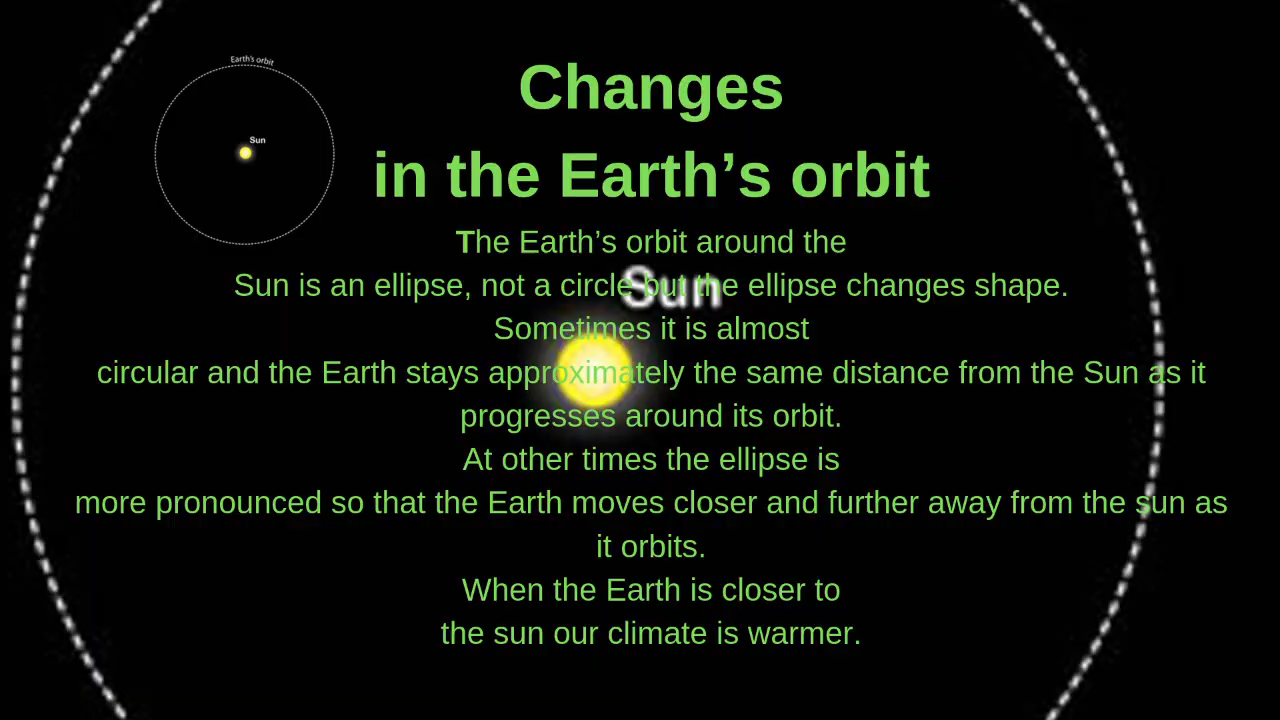 Earth's orbit
Sun
Changes
in the Earth’s orbit
The Earth’s orbit around the
Sun is an ellipse, not a circle but the ellipse changes shape.
Sun
Sometimes it is almost
circular and the Earth stays approximately the same distance from the Sun as it
progresses around its orbit.
At other times the ellipse is
more pronounced so that the Earth moves closer and further away from the sun as
it orbits.
When the Earth is closer to
the sun our climate is warmer.